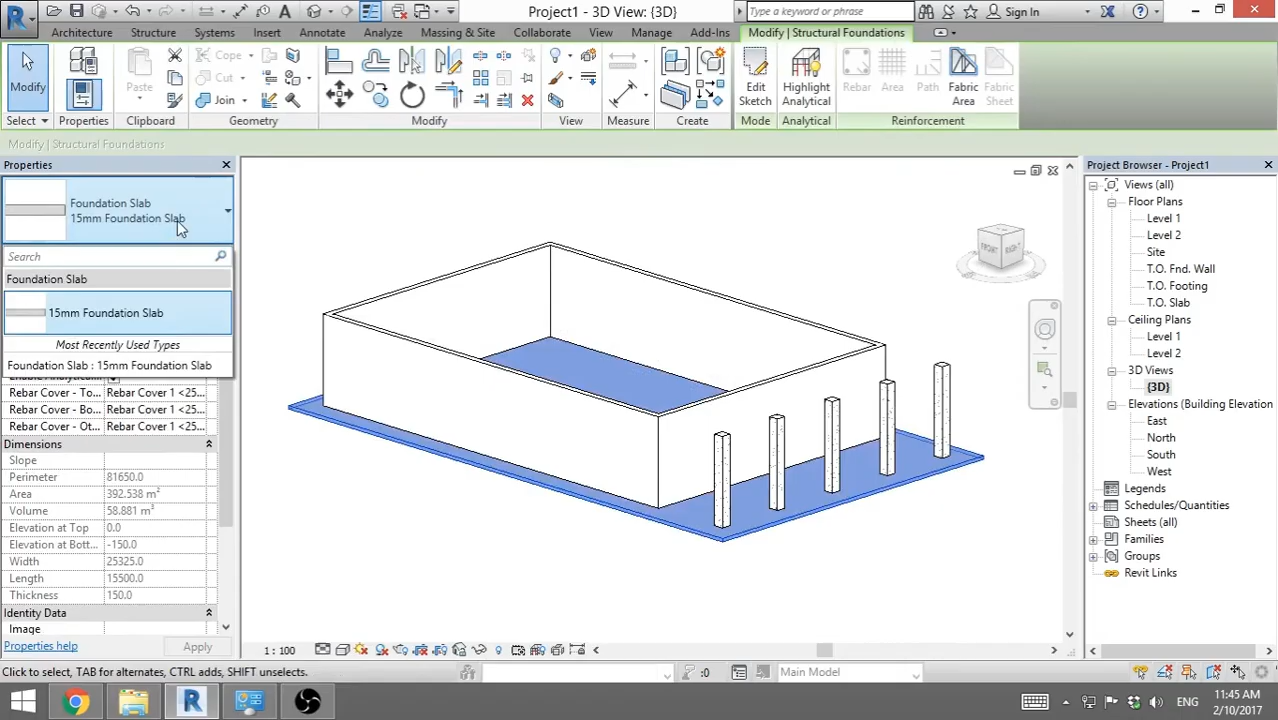 Project1 - 3D View: {3D}
Type a keyword or phrase
Sign In
Architecture Structure Systems Insert Annotate Analyze Massing & Site Collaborate View Manage Add-Ins Modify | Structural Foundations
Cope
Cut
Join
Modify
Paste
Edit Sketch
Highlight Analytical
Rebar
Area
Path
Fabric Area
Fabric Sheet
Select Properties Clipboard Geometry Modify View Measure Create Mode Analytical Reinforcement
Modify | Structural Foundations
Properties
Foundation Slab
15mm Foundation Slab
Search
Foundation Slab
15mm Foundation Slab
Most Recently Used Types
Foundation Slab : 15mm Foundation Slab
Rebar Cover - To... Rebar Cover 1 <25...
Rebar Cover - Bo... Rebar Cover 1 <25...
Rebar Cover - Ot... Rebar Cover 1 <25...
Dimensions
Slope
Perimeter 81650.0
Area 392.538 m²
Volume 58.881 m³
Elevation at Top 0.0
Elevation at Bott... -150.0
Width 25325.0
Length 15500.0
Thickness 150.0
Identity Data
Image
Properties help Apply
FRONT RIGHT
Project Browser - Project1
Views (all)
Floor Plans
Level 1
Level 2
Site
T.O. Fnd. Wall
T.O. Footing
T.O. Slab
Ceiling Plans
Level 1
Level 2
3D Views
{3D}
Elevations (Building Elevation
East
North
South
West
Legends
Schedules/Quantities
Sheets (all)
Families
Groups
Revit Links
1 : 100
Click to select, TAB for alternates, CTRL adds, SHIFT unselects.
:0
Main Model
ENG
11:45 AM
2/10/2017